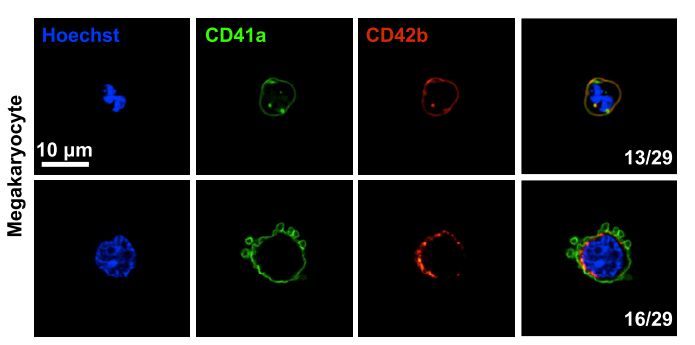 Megakaryocyte
Hoechst
CD41a
CD42b
10 µm
13/29
16/29